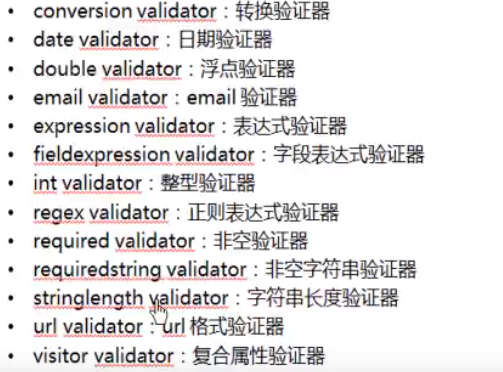 • conversion validator：转换验证器
• date validator：日期验证器
• double validator：浮点验证器
• email validator：email 验证器
• expression validator：表达式验证器
• fieldexpression validator：字段表达式验证器
• int validator：整型验证器
• regex validator：正则表达式验证器
• required validator：非空验证器
• requiredstring validator：非空字符串验证器
• stringlength validator：字符串长度验证器
• url validator：url 格式验证器
• visitor validator：复合属性验证器